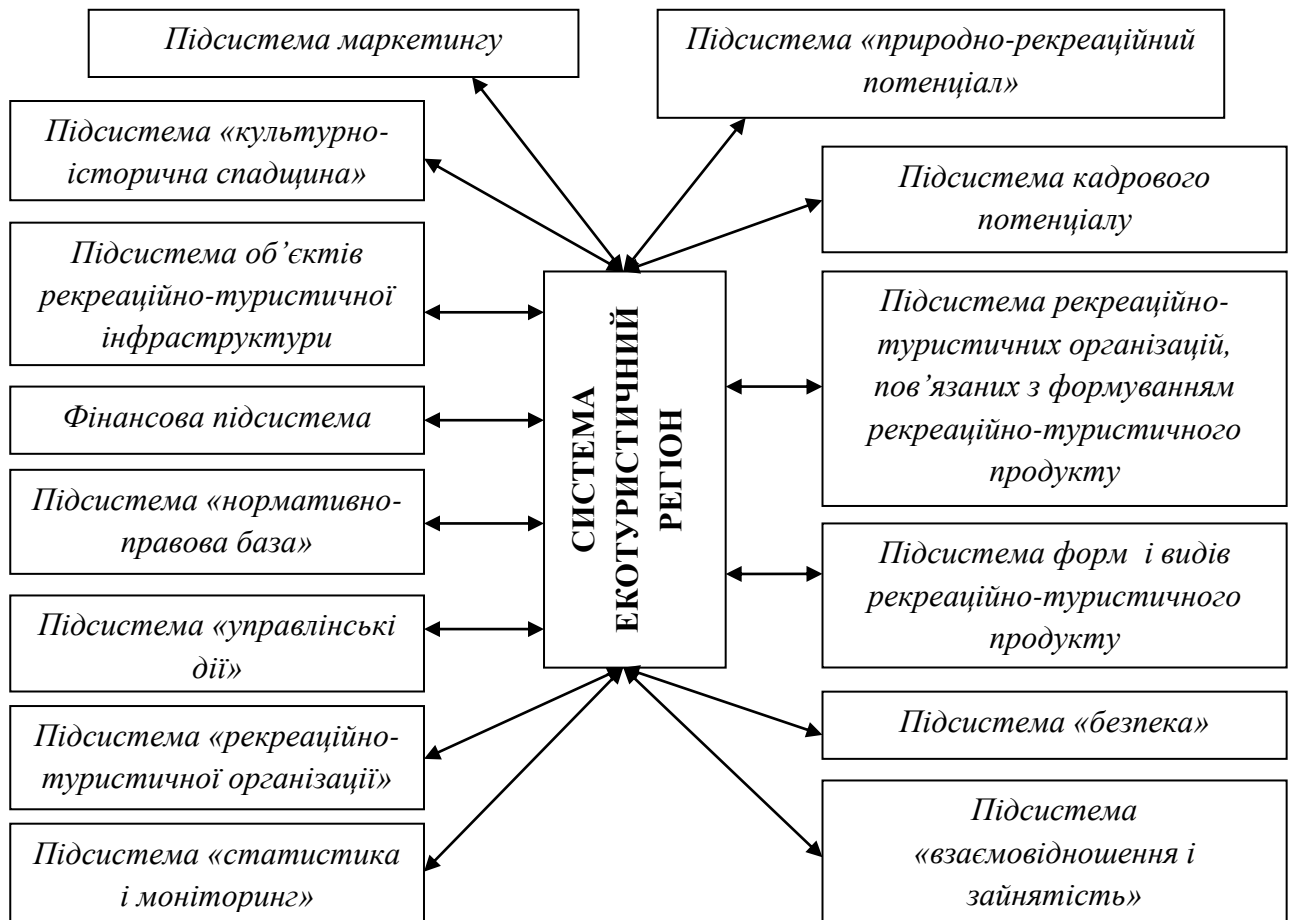 Підсистема маркетингу
Підсистема «природно-рекреаційний
потенціал»
Підсистема «культурно-
історична спадщина»
Підсистема кадрового
потенціалу
Підсистема об’єктів
рекреаційно-туристичної
інфраструктури
Підсистема рекреаційно-
туристичних організацій,
пов’язаних з формуванням
рекреаційно-туристичного
продукту
Фінансова підсистема
СИСТЕМА
ЕКОТУРИСТИЧНИЙ
РЕГІОН
Підсистема «нормативно-
правова база»
Підсистема форм і видів
рекреаційно-туристичного
продукту
Підсистема «управлінські
дії»
Підсистема «безпека»
Підсистема «рекреаційно-
туристичної організації»
Підсистема
«взаємовідношення і
зайнятість»
Підсистема «статистика
і моніторинг»